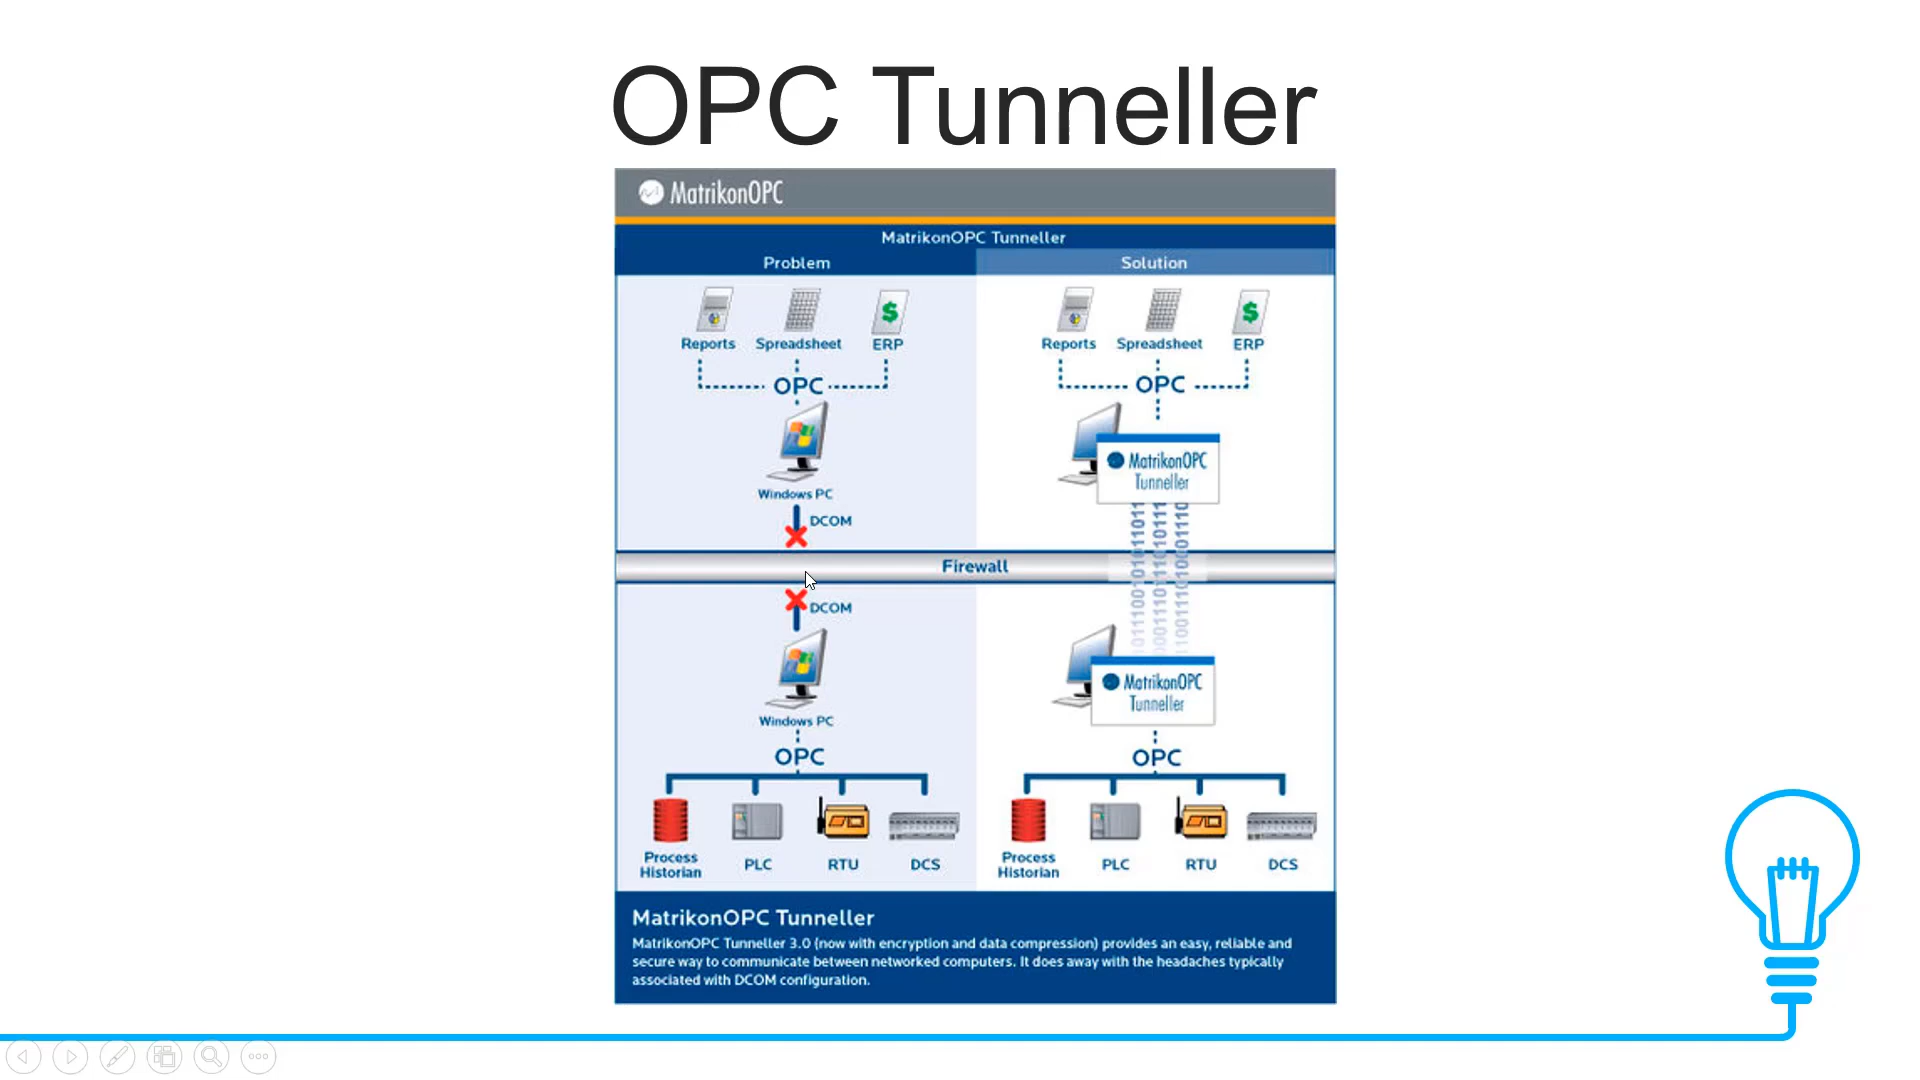 OPC Tunneller
MatrikonOPC
MatrikonOPC Tunneller
Problem
Solution
Reports Spreadsheet ERP
OPC
Windows PC
DCOM
Reports Spreadsheet ERP
OPC
MatrikonOPC
Tunneller
Firewall
DCOM
Windows PC
OPC
Process
Historian
PLC
RTU
DCS
MatrikonOPC
Tunneller
OPC
Process
Historian
PLC
RTU
DCS
MatrikonOPC Tunneller
MatrikonOPC Tunneller 3.0 (now with encryption and data compression) provides an easy, reliable and
secure way to communicate between networked computers. It does away with the headaches typically
associated with DCOM configuration.